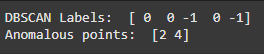 DBSCAN Labels:  [ 0  0 -1  0 -1]
Anomalous points:  [2 4]